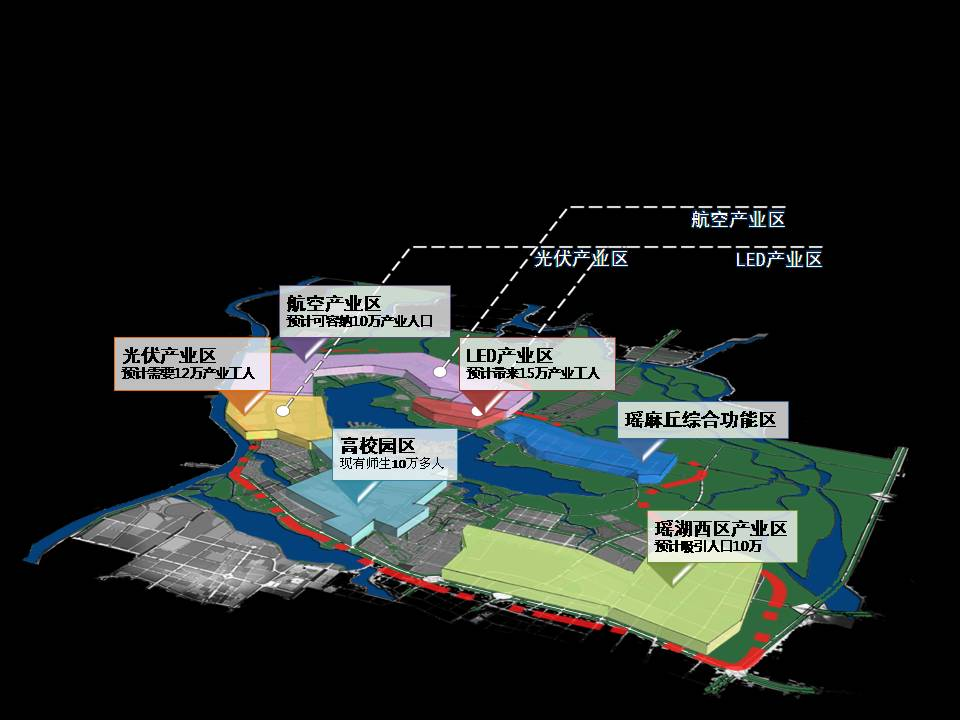 航空产业区
光伏产业区
LED产业区
航空产业区
预计可容纳10万产业人口
光伏产业区
预计需要12万产业工人
LED产业区
预计带来15万产业工人
瑶麻丘综合功能区
高校园区
现有师生10万多人
瑶湖西区产业区
预计吸引人口10万